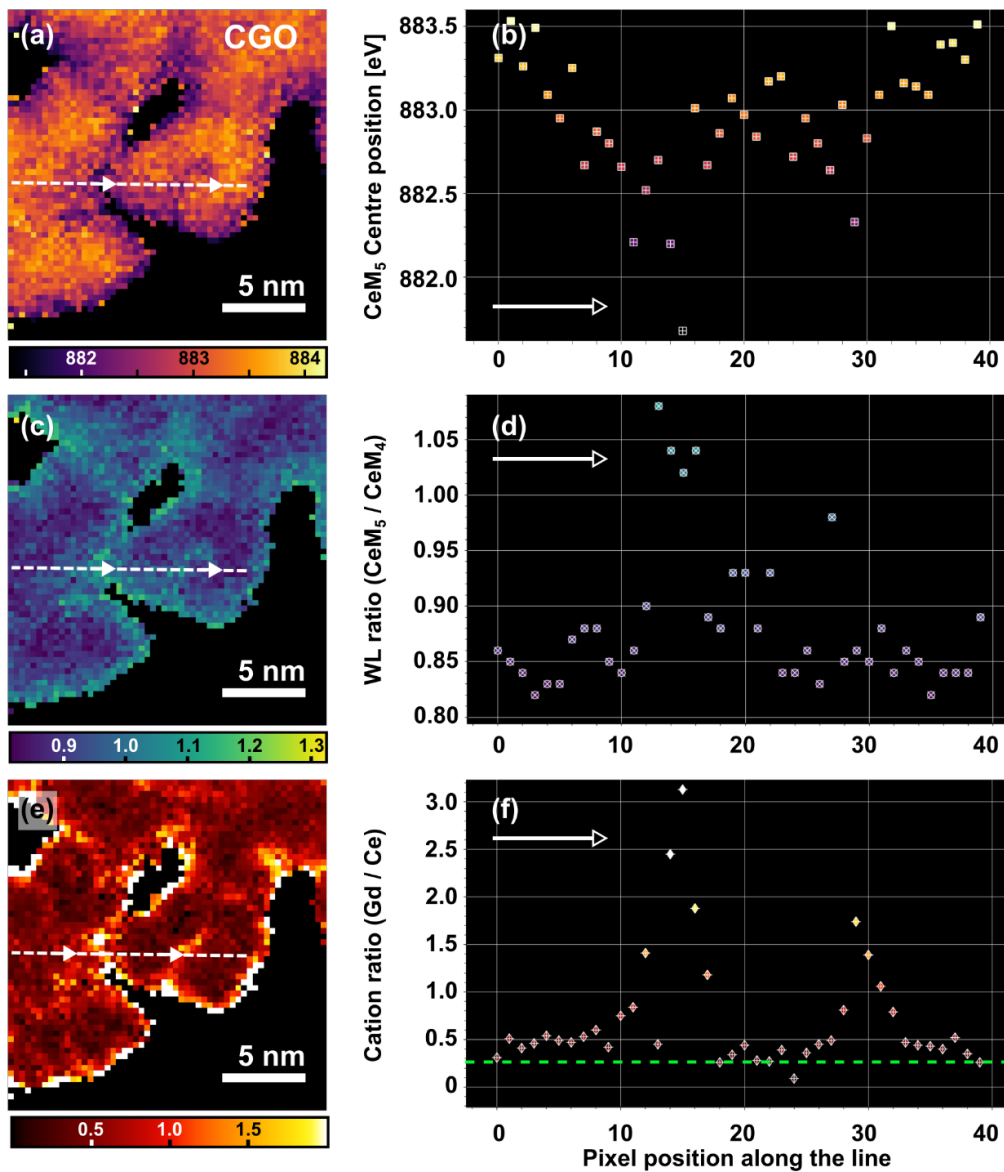 (a)
CGO
5 nm
882 883 884
(b)
CeM₅ Centre position [eV]
883.5
883.0
882.5
882.0
0 10 20 30 40
(c)
5 nm
0.9 1.0 1.1 1.2 1.3
(d)
WL ratio (CeM₅ / CeM₄)
1.05
1.00
0.95
0.90
0.85
0.80
0 10 20 30 40
(e)
5 nm
0.5 1.0 1.5
(f)
Cation ratio (Gd / Ce)
3.0
2.5
2.0
1.5
1.0
0.5
0
0 10 20 30 40
Pixel position along the line